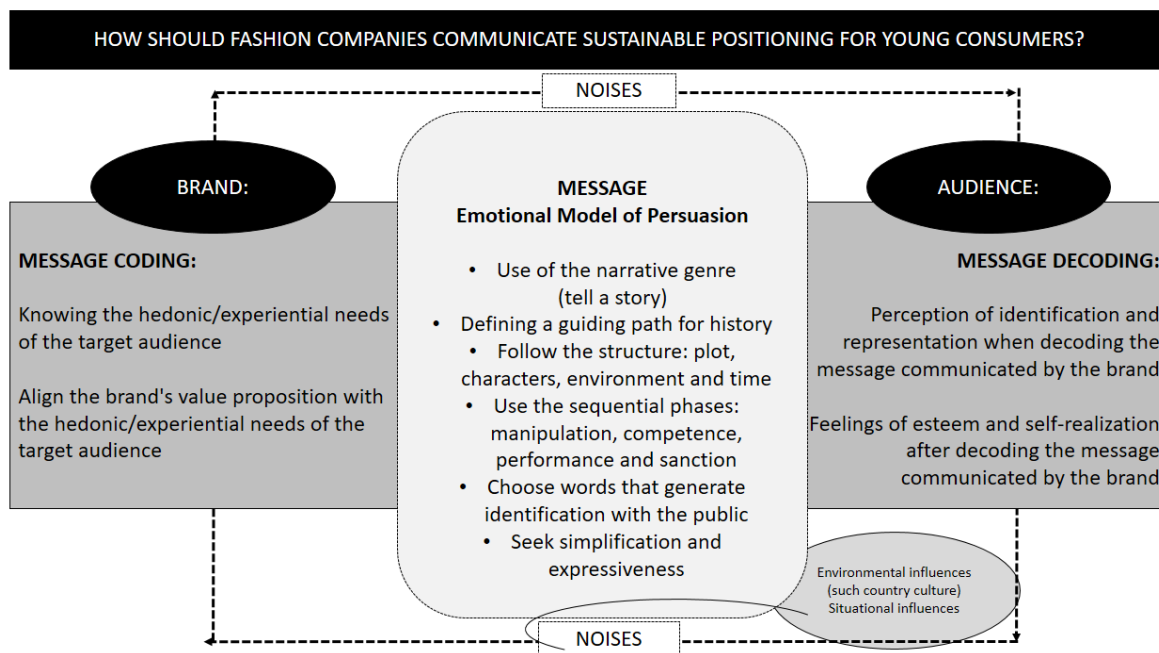 HOW SHOULD FASHION COMPANIES COMMUNICATE SUSTAINABLE POSITIONING FOR YOUNG CONSUMERS?
NOISES
BRAND:
MESSAGE CODING:
Knowing the hedonic/experiential needs
of the target audience
Align the brand's value proposition with
the hedonic/experiential needs of the
target audience
MESSAGE
Emotional Model of Persuasion
• Use of the narrative genre
(tell a story)
• Defining a guiding path for history
• Follow the structure: plot,
characters, environment and time
• Use the sequential phases:
manipulation, competence,
performance and sanction
• Choose words that generate
identification with the public
• Seek simplification and
expressiveness
AUDIENCE:
MESSAGE DECODING:
Perception of identification and
representation when decoding the
message communicated by the brand
Feelings of esteem and self-realization
after decoding the message
communicated by the brand
Environmental influences
(such country culture)
Situational influences
NOISES